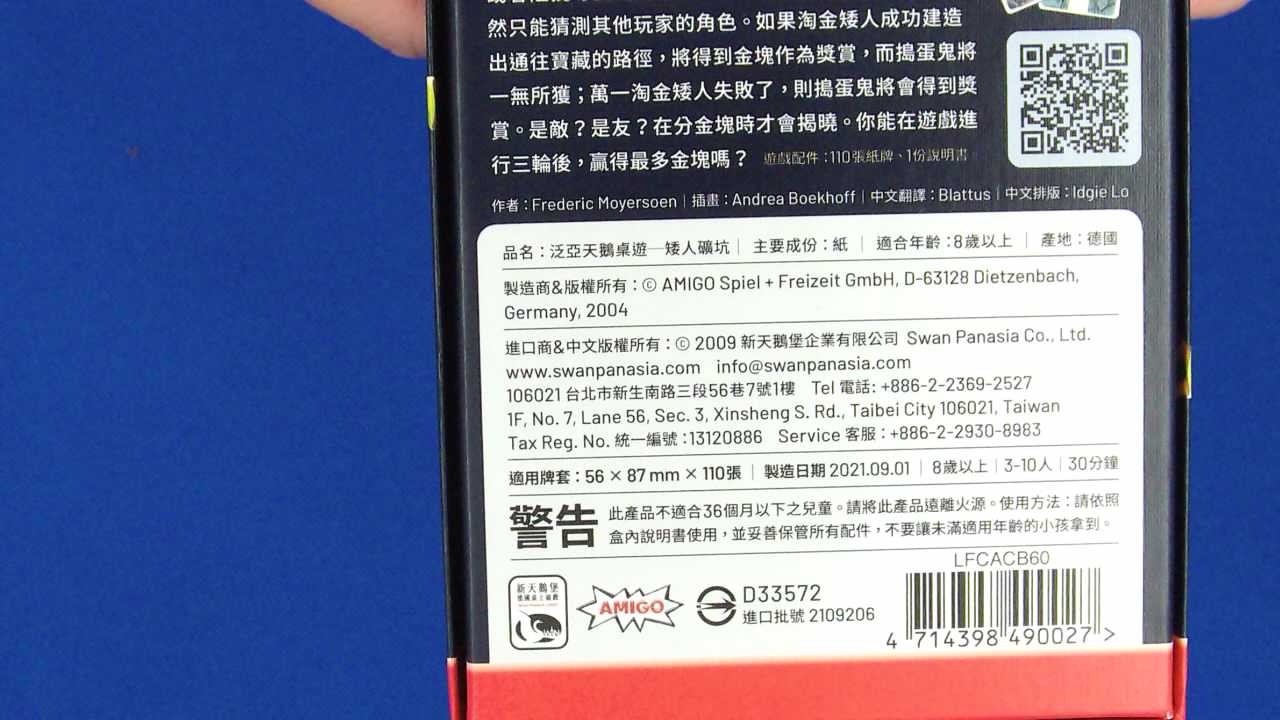 然只能猜測其他玩家的角色。如果淘金矮人成功建造
出通往寶藏的路徑，將得到金塊作為獎賞，而搗蛋鬼將
一無所獲；萬一淘金矮人失敗了，則搗蛋鬼將會得到獎
賞。是敵？是友？在分金塊時才會揭曉。你能在遊戲進
行三輪後，贏得最多金塊嗎？ 遊戲配件：110張紙牌、1份說明書
作者：Frederic Moyersoen｜插畫：Andrea Boekhoff｜中文翻譯：Blattus｜中文排版：Idgie Lo
品名：泛亞天鵝桌遊─矮人礦坑｜ 主要成份：紙 ｜ 適合年齡：8歲以上 ｜ 產地：德國
製造商&版權所有：© AMIGO Spiel + Freizeit GmbH, D-63128 Dietzenbach,
Germany, 2004
進口商&中文版權所有：© 2009 新天鵝堡企業有限公司 Swan Panasia Co., Ltd.
www.swanpanasia.com info@swanpanasia.com
106021 台北市新生南路三段56巷7號1樓 Tel 電話: +886-2-2369-2527
1F, No. 7, Lane 56, Sec. 3, Xinsheng S. Rd., Taibei City 106021, Taiwan
Tax Reg. No. 統一編號：13120886 Service 客服：+886-2-2930-8983
適用牌套：56 × 87 mm × 110張 ｜ 製造日期 2021.09.01 ｜ 8歲以上｜3-10人｜30分鐘
警告 此產品不適合36個月以下之兒童。請將此產品遠離火源。使用方法：請依照
盒內說明書使用，並妥善保管所有配件，不要讓未滿適用年齡的小孩拿到。
LFCACB60
新天鵝堡
德國桌上遊戲
Swan
AMIGO
D33572
進口批號 2109206
4 714398 490027 >